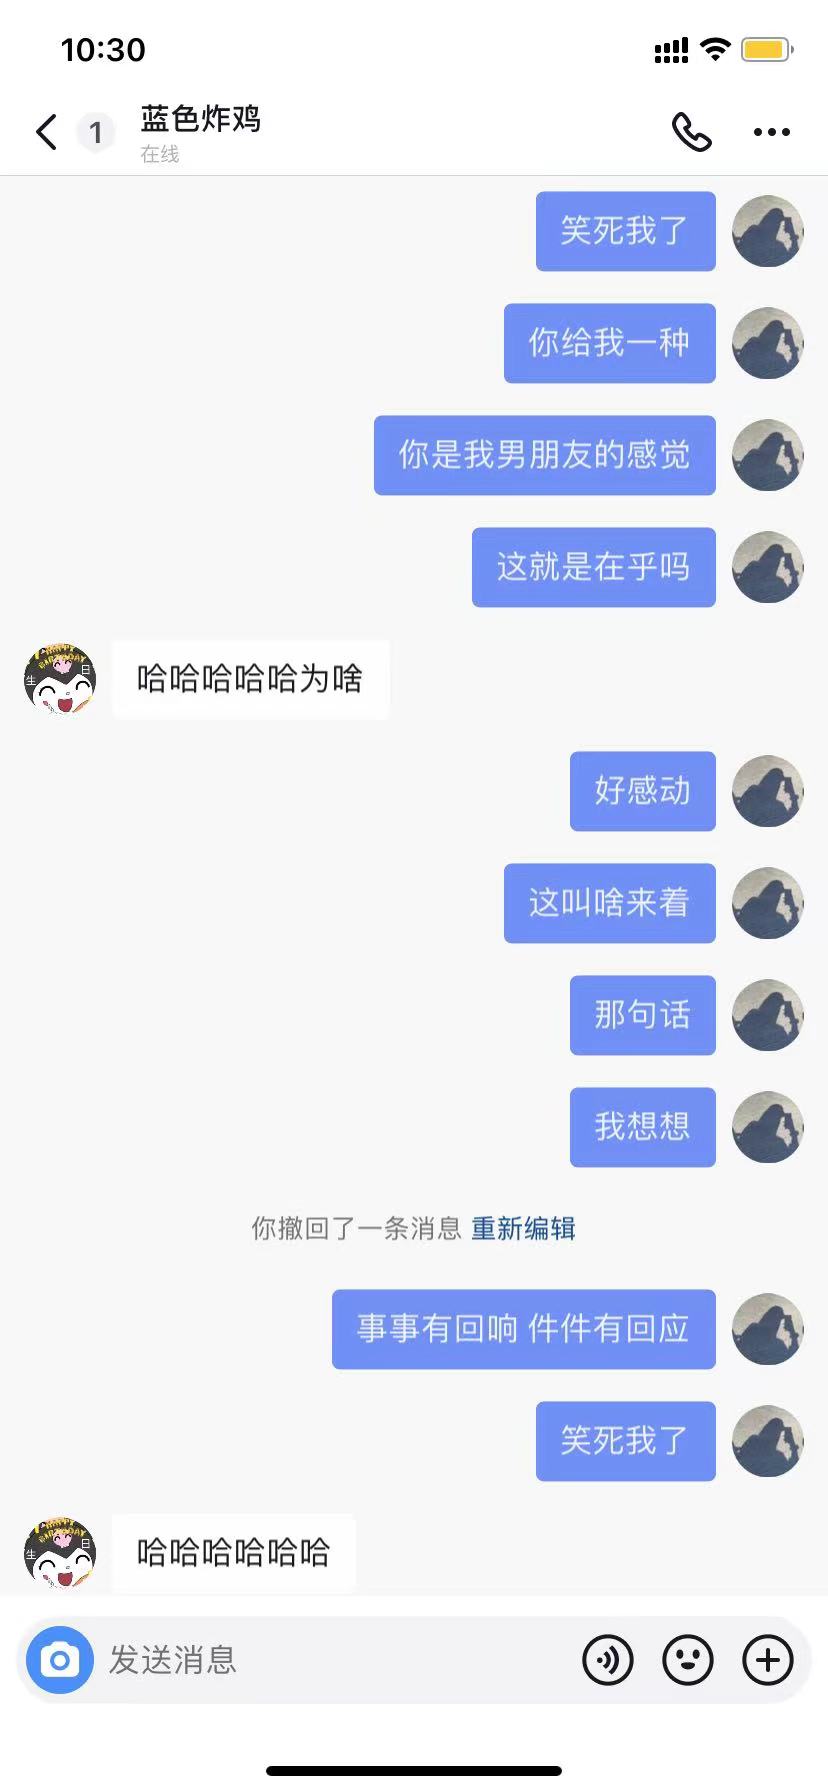 10:30
1
蓝色炸鸡
在线
笑死我了
你给我一种
你是我男朋友的感觉
这就是在乎吗
哈哈哈哈哈为啥
好感动
这叫啥来着
那句话
我想想
你撤回了一条消息 重新编辑
事事有回响 件件有回应
笑死我了
哈哈哈哈哈哈
发送消息